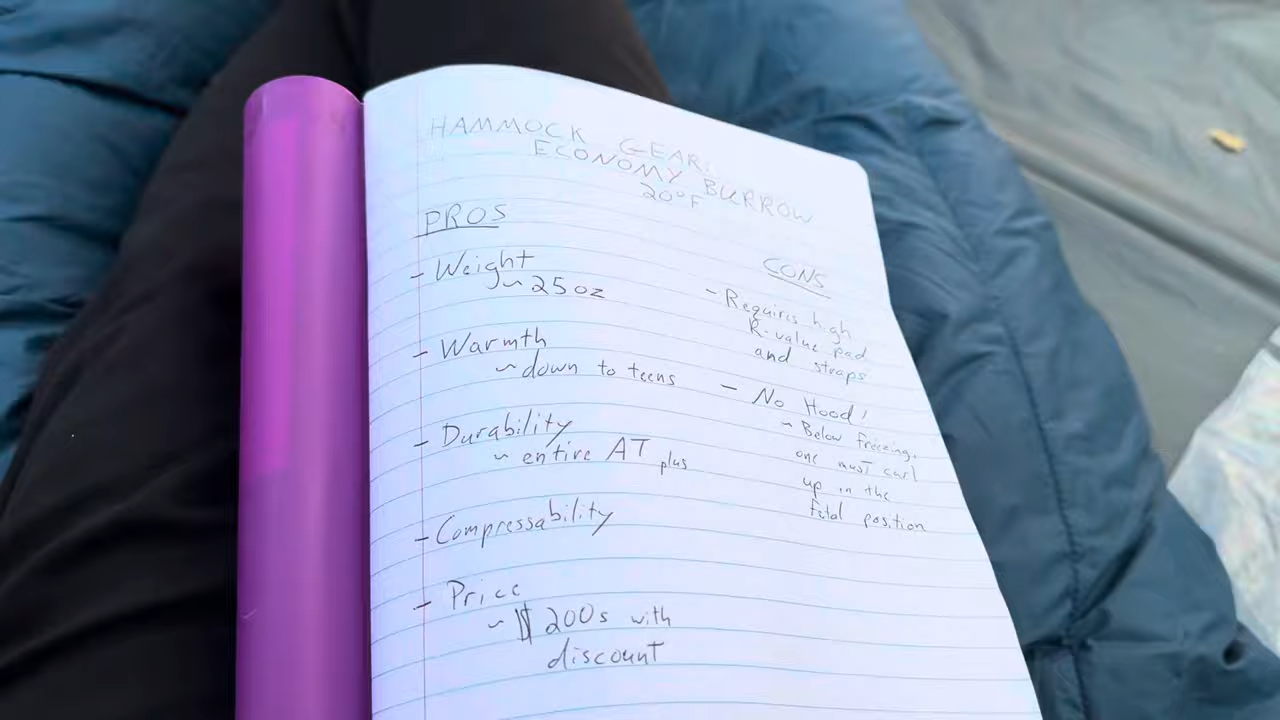 HAMMOCK GEAR:
ECONOMY BURROW
20°F
PROS
- Weight
~ 25 oz
- Warmth
~ down to teens
- Durability
~ entire AT plus
- Compressability
- Price
~ $200s with
discount
CONS
- Requires high
R-value pad
and straps
- No Hood!
~ Below freezing,
one must curl
up in the
fetal position